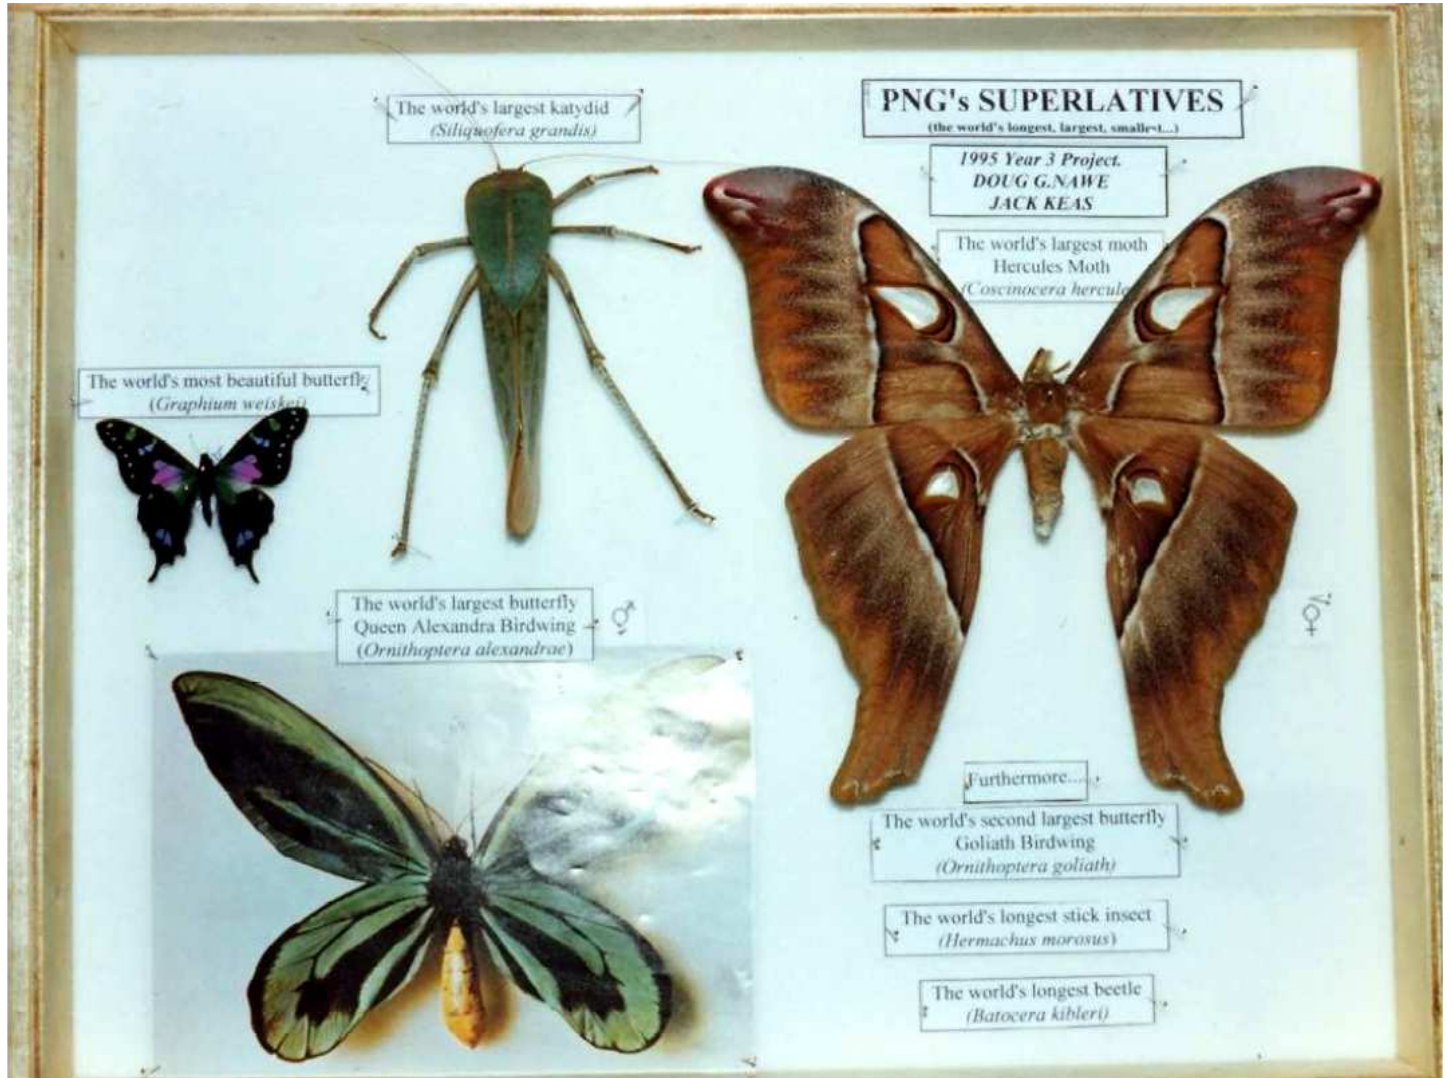 PNG's SUPERLATIVES
(the world's longest, largest, smallest...)
1995 Year 3 Project.
DOUG G.NAWE
JACK KEAS
The world's largest katydid
(Siliquofera grandis)
The world's largest moth
Hercules Moth
(Coscinocera hercule
The world's most beautiful butterfly
(Graphium weiskei)
The world's largest butterfly
Queen Alexandra Birdwing
(Ornithoptera alexandrae)
Furthermore....
The world's second largest butterfly
Goliath Birdwing
(Ornithoptera goliath)
The world's longest stick insect
(Hermachus morosus)
The world's longest beetle
(Batocera kibleri)